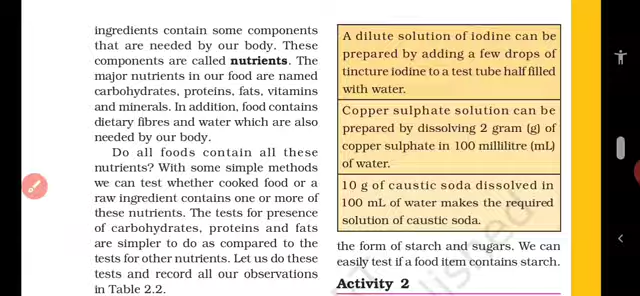 ingredients contain some components
that are needed by our body. These
components are called nutrients. The
major nutrients in our food are named
carbohydrates, proteins, fats, vitamins
and minerals. In addition, food contains
dietary fibres and water which are also
needed by our body.
Do all foods contain all these
nutrients? With some simple methods
we can test whether cooked food or a
raw ingredient contains one or more of
these nutrients. The tests for presence
of carbohydrates, proteins and fats
are simpler to do as compared to the
tests for other nutrients. Let us do these
tests and record all our observations
in Table 2.2.
A dilute solution of iodine can be
prepared by adding a few drops of
tincture iodine to a test tube half filled
with water.
Copper sulphate solution can be
prepared by dissolving 2 gram (g) of
copper sulphate in 100 millilitre (mL)
of water.
10 g of caustic soda dissolved in
100 mL of water makes the required
solution of caustic soda.
the form of starch and sugars. We can
easily test if a food item contains starch.
Activity 2